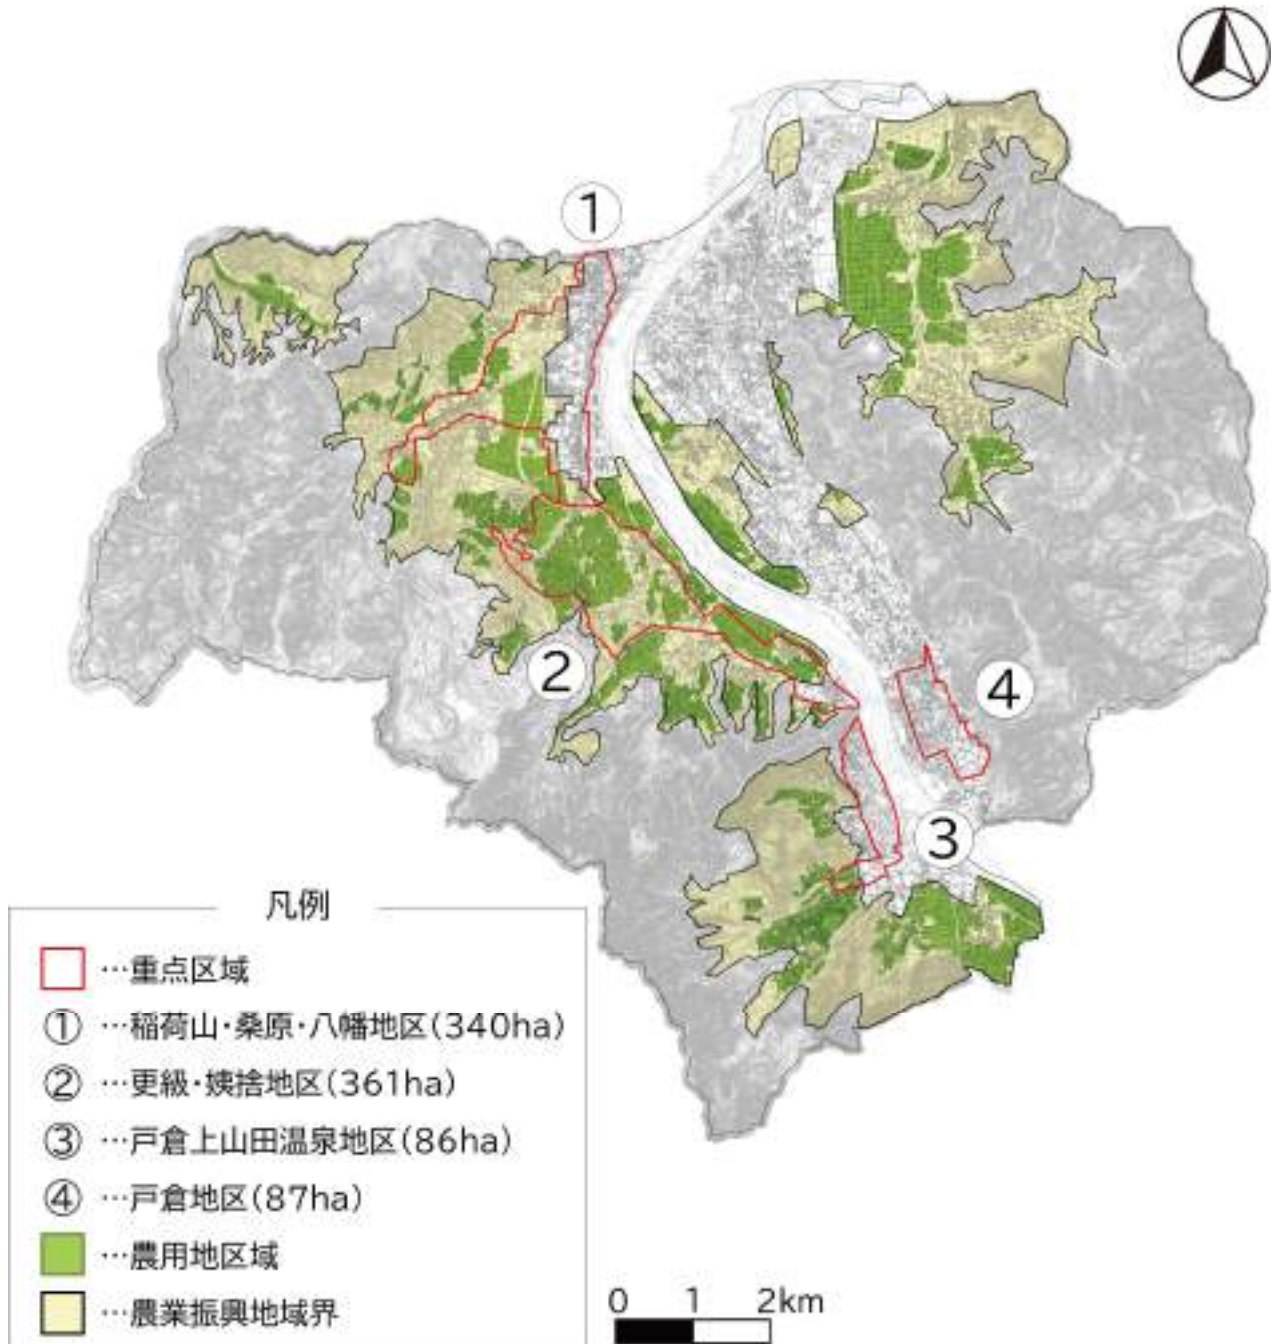 ①
②
④
③
凡例
…重点区域
① …稲荷山・桑原・八幡地区(340ha)
② …更級・姨捨地区(361ha)
③ …戸倉上山田温泉地区(86ha)
④ …戸倉地区(87ha)
…農用地区域
…農業振興地域界
0 1 2km